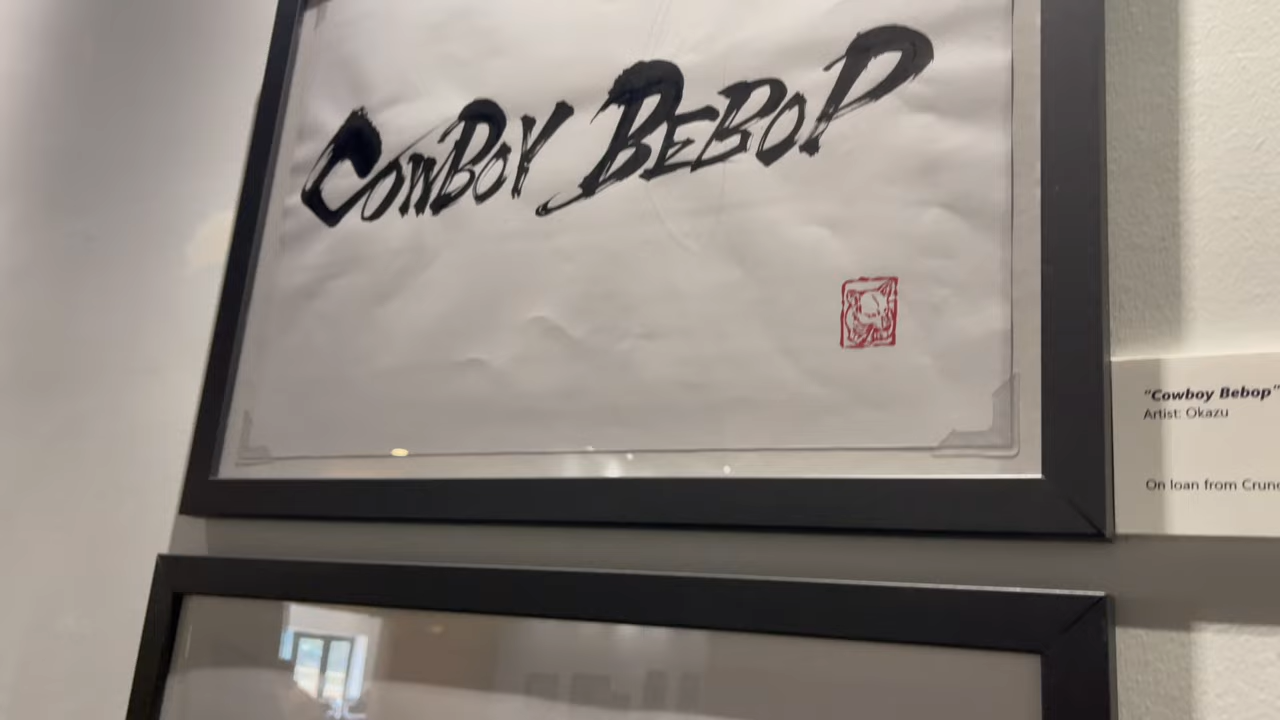 COWBOY BEBOP
"Cowboy Bebop"
Artist: Okazu
On loan from